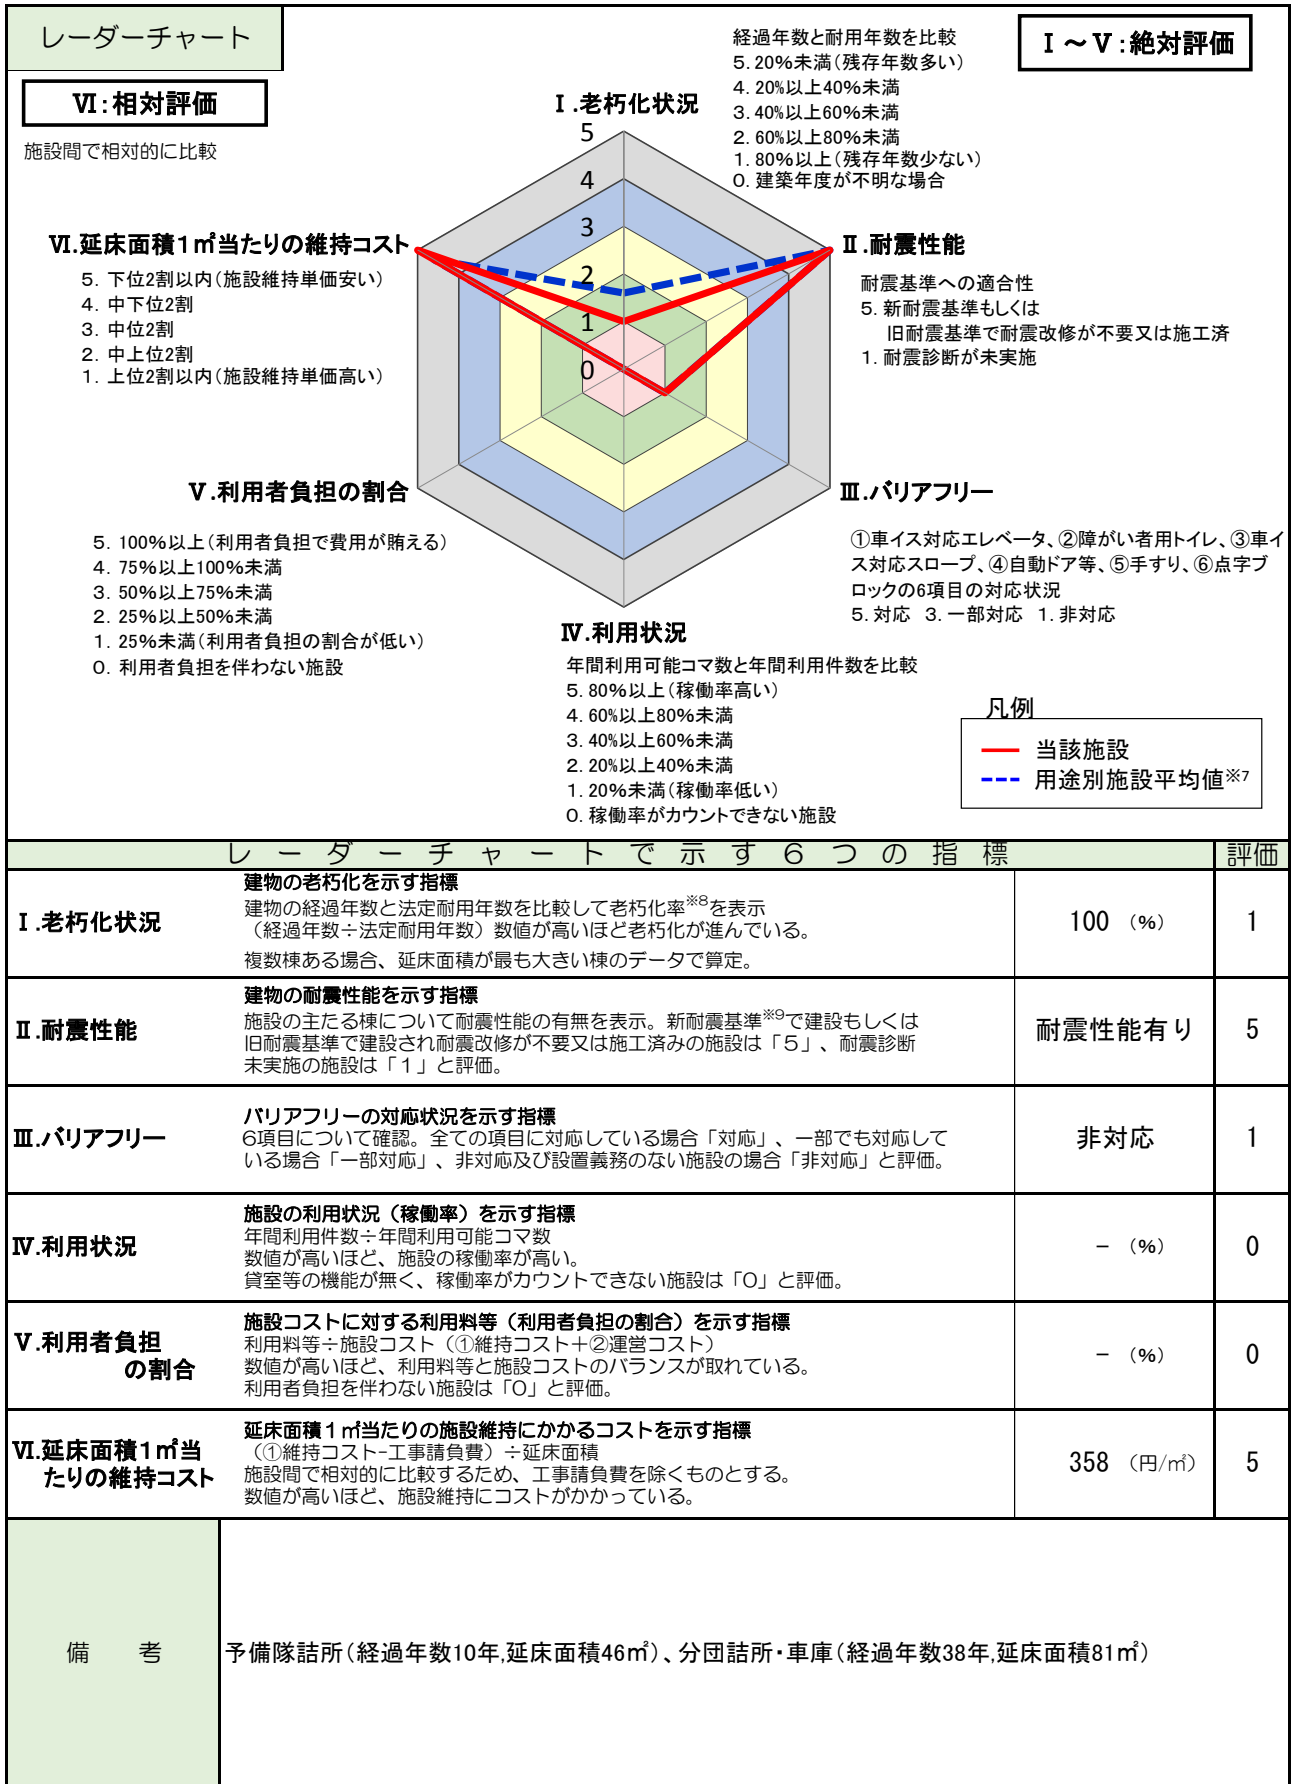 レーダーチャート
Ⅰ～Ⅴ:絶対評価
Ⅵ:相対評価
施設間で相対的に比較
経過年数と耐用年数を比較
5.20%未満(残存年数多い)
4.20%以上40%未満
3.40%以上60%未満
2.60%以上80%未満
1.80%以上(残存年数少ない)
0.建築年度が不明な場合
Ⅰ.老朽化状況
5
4
3
2
1
0
Ⅵ.延床面積1㎡当たりの維持コスト
5.下位2割以内(施設維持単価安い)
4.中下位2割
3.中位2割
2.中上位2割
1.上位2割以内(施設維持単価高い)
Ⅱ.耐震性能
耐震基準への適合性
5.新耐震基準もしくは
旧耐震基準で耐震改修が不要又は施工済
1.耐震診断が未実施
Ⅴ.利用者負担の割合
5.100%以上(利用者負担で費用が賄える)
4.75%以上100%未満
3.50%以上75%未満
2.25%以上50%未満
1.25%未満(利用者負担の割合が低い)
0.利用者負担を伴わない施設
Ⅲ.バリアフリー
①車イス対応エレベータ、②障がい者用トイレ、③車イ
ス対応スロープ、④自動ドア等、⑤手すり、⑥点字ブ
ロックの6項目の対応状況
5.対応 3.一部対応 1.非対応
Ⅳ.利用状況
年間利用可能コマ数と年間利用件数を比較
5.80%以上(稼働率高い)
4.60%以上80%未満
3.40%以上60%未満
2.20%以上40%未満
1.20%未満(稼働率低い)
0.稼働率がカウントできない施設
凡例
当該施設
用途別施設平均値※7
レーダーチャートで示す6つの指標 評価
Ⅰ.老朽化状況
建物の老朽化を示す指標
建物の経過年数と法定耐用年数を比較して老朽化率※8を表示
(経過年数÷法定耐用年数)数値が高いほど老朽化が進んでいる。
複数棟ある場合、延床面積が最も大きい棟のデータで算定。
100 (%) 1
Ⅱ.耐震性能
建物の耐震性能を示す指標
施設の主たる棟について耐震性能の有無を表示。新耐震基準※9で建設もしくは
旧耐震基準で建設され耐震改修が不要又は施工済みの施設は「5」、耐震診断
未実施の施設は「1」と評価。
耐震性能有り 5
Ⅲ.バリアフリー
バリアフリーの対応状況を示す指標
6項目について確認。全ての項目に対応している場合「対応」、一部でも対応して
いる場合「一部対応」、非対応及び設置義務のない施設の場合「非対応」と評価。
非対応 1
Ⅳ.利用状況
施設の利用状況(稼働率)を示す指標
年間利用件数÷年間利用可能コマ数
数値が高いほど、施設の稼働率が高い。
貸室等の機能が無く、稼働率がカウントできない施設は「0」と評価。
- (%) 0
Ⅴ.利用者負担
の割合
施設コストに対する利用料等(利用者負担の割合)を示す指標
利用料等÷施設コスト(①維持コスト+②運営コスト)
数値が高いほど、利用料等と施設コストのバランスが取れている。
利用者負担を伴わない施設は「0」と評価。
- (%) 0
Ⅵ.延床面積1㎡当
たりの維持コスト
延床面積1㎡当たりの施設維持にかかるコストを示す指標
(①維持コスト-工事請負費)÷延床面積
施設間で相対的に比較するため、工事請負費を除くものとする。
数値が高いほど、施設維持にコストがかかっている。
358 (円/㎡) 5
備 考
予備隊詰所(経過年数10年,延床面積46㎡)、分団詰所・車庫(経過年数38年,延床面積81㎡)